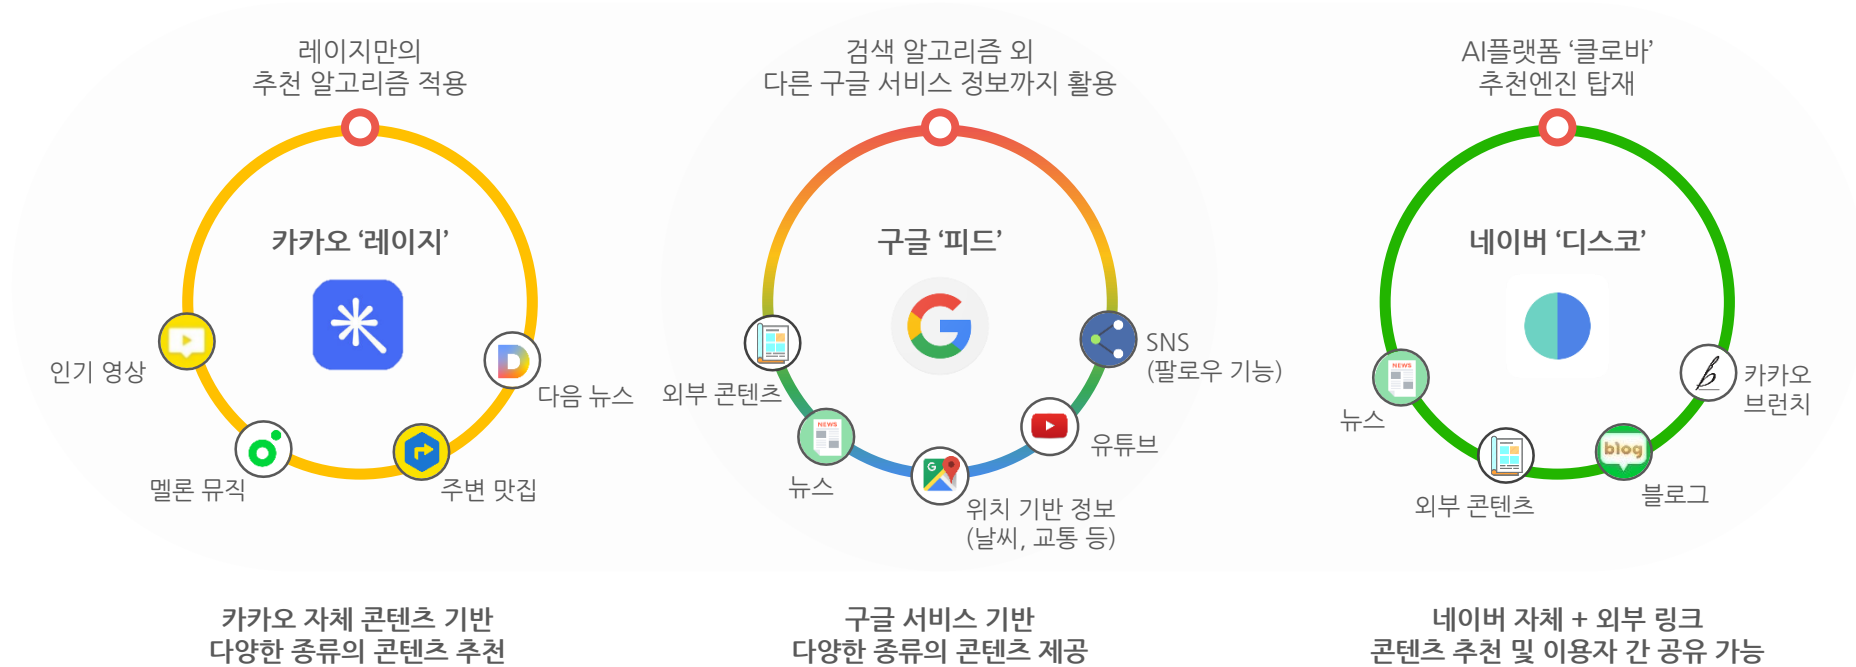 레이지만의
추천 알고리즘 적용
카카오 ‘레이지’
인기 영상
멜론 뮤직
주변 맛집
다음 뉴스
카카오 자체 콘텐츠 기반
다양한 종류의 콘텐츠 추천
검색 알고리즘 외
다른 구글 서비스 정보까지 활용
구글 ‘피드’
외부 콘텐츠
NEWS
뉴스
G
위치 기반 정보
(날씨, 교통 등)
유튜브
SNS
(팔로우 기능)
구글 서비스 기반
다양한 종류의 콘텐츠 제공
AI플랫폼 ‘클로바’
추천엔진 탑재
네이버 ‘디스코’
NEWS
뉴스
외부 콘텐츠
blog
블로그
b
카카오
브런치
네이버 자체 + 외부 링크
콘텐츠 추천 및 이용자 간 공유 가능